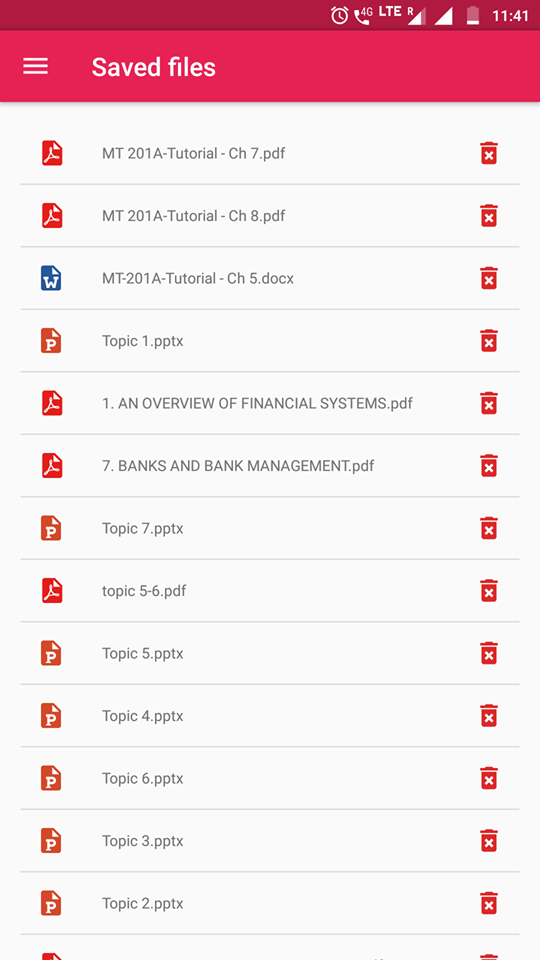 4G LTE R 11:41
Saved files
MT 201A-Tutorial - Ch 7.pdf
MT 201A-Tutorial - Ch 8.pdf
W MT-201A-Tutorial - Ch 5.docx
P Topic 1.pptx
1. AN OVERVIEW OF FINANCIAL SYSTEMS.pdf
7. BANKS AND BANK MANAGEMENT.pdf
P Topic 7.pptx
topic 5-6.pdf
P Topic 5.pptx
P Topic 4.pptx
P Topic 6.pptx
P Topic 3.pptx
P Topic 2.pptx